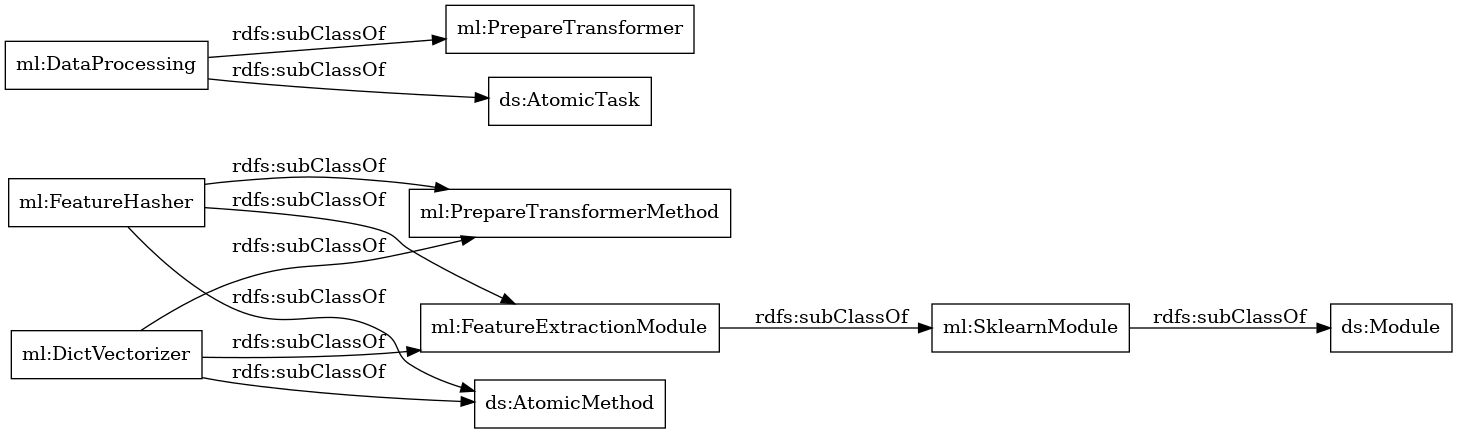 ml:PrepareTransformer
rdfs:subClassOf
ml:DataProcessing
rdfs:subClassOf
ds:AtomicTask
rdfs:subClassOf
ml:FeatureHasher
rdfs:subClassOf
ml:PrepareTransformerMethod
rdfs:subClassOf
rdfs:subClassOf
ml:FeatureExtractionModule
rdfs:subClassOf
ml:SklearnModule
rdfs:subClassOf
ds:Module
rdfs:subClassOf
ml:DictVectorizer
rdfs:subClassOf
ds:AtomicMethod